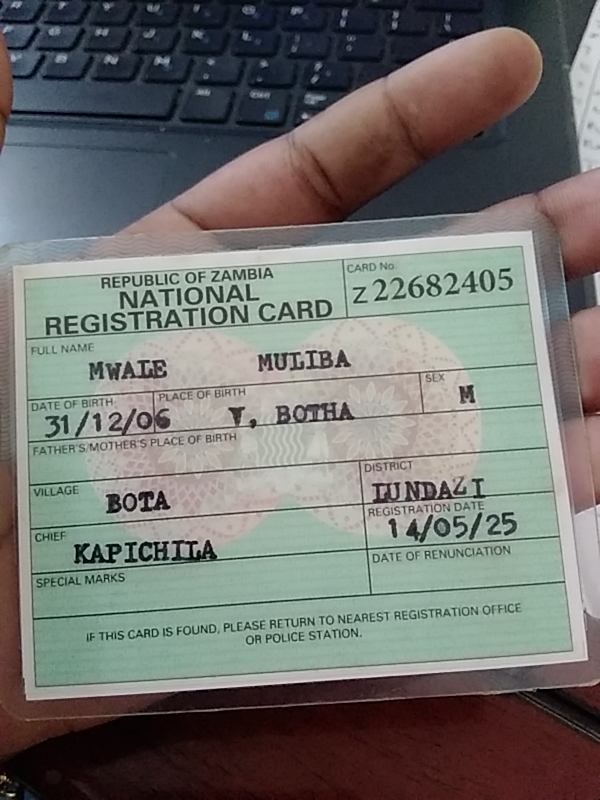 REPUBLIC OF ZAMBIA
NATIONAL
REGISTRATION CARD
CARD No.
Z22682405
FULL NAME
MWALE MULIBA
DATE OF BIRTH
31/12/06
PLACE OF BIRTH
V, BOTHA
SEX
M
FATHER'S/MOTHER'S PLACE OF BIRTH
VILLAGE
BOTA
DISTRICT
LUNDAZI
CHIEF
KAPICHILA
REGISTRATION DATE
14/05/25
SPECIAL MARKS
DATE OF RENUNCIATION
IF THIS CARD IS FOUND, PLEASE RETURN TO NEAREST REGISTRATION OFFICE
OR POLICE STATION.